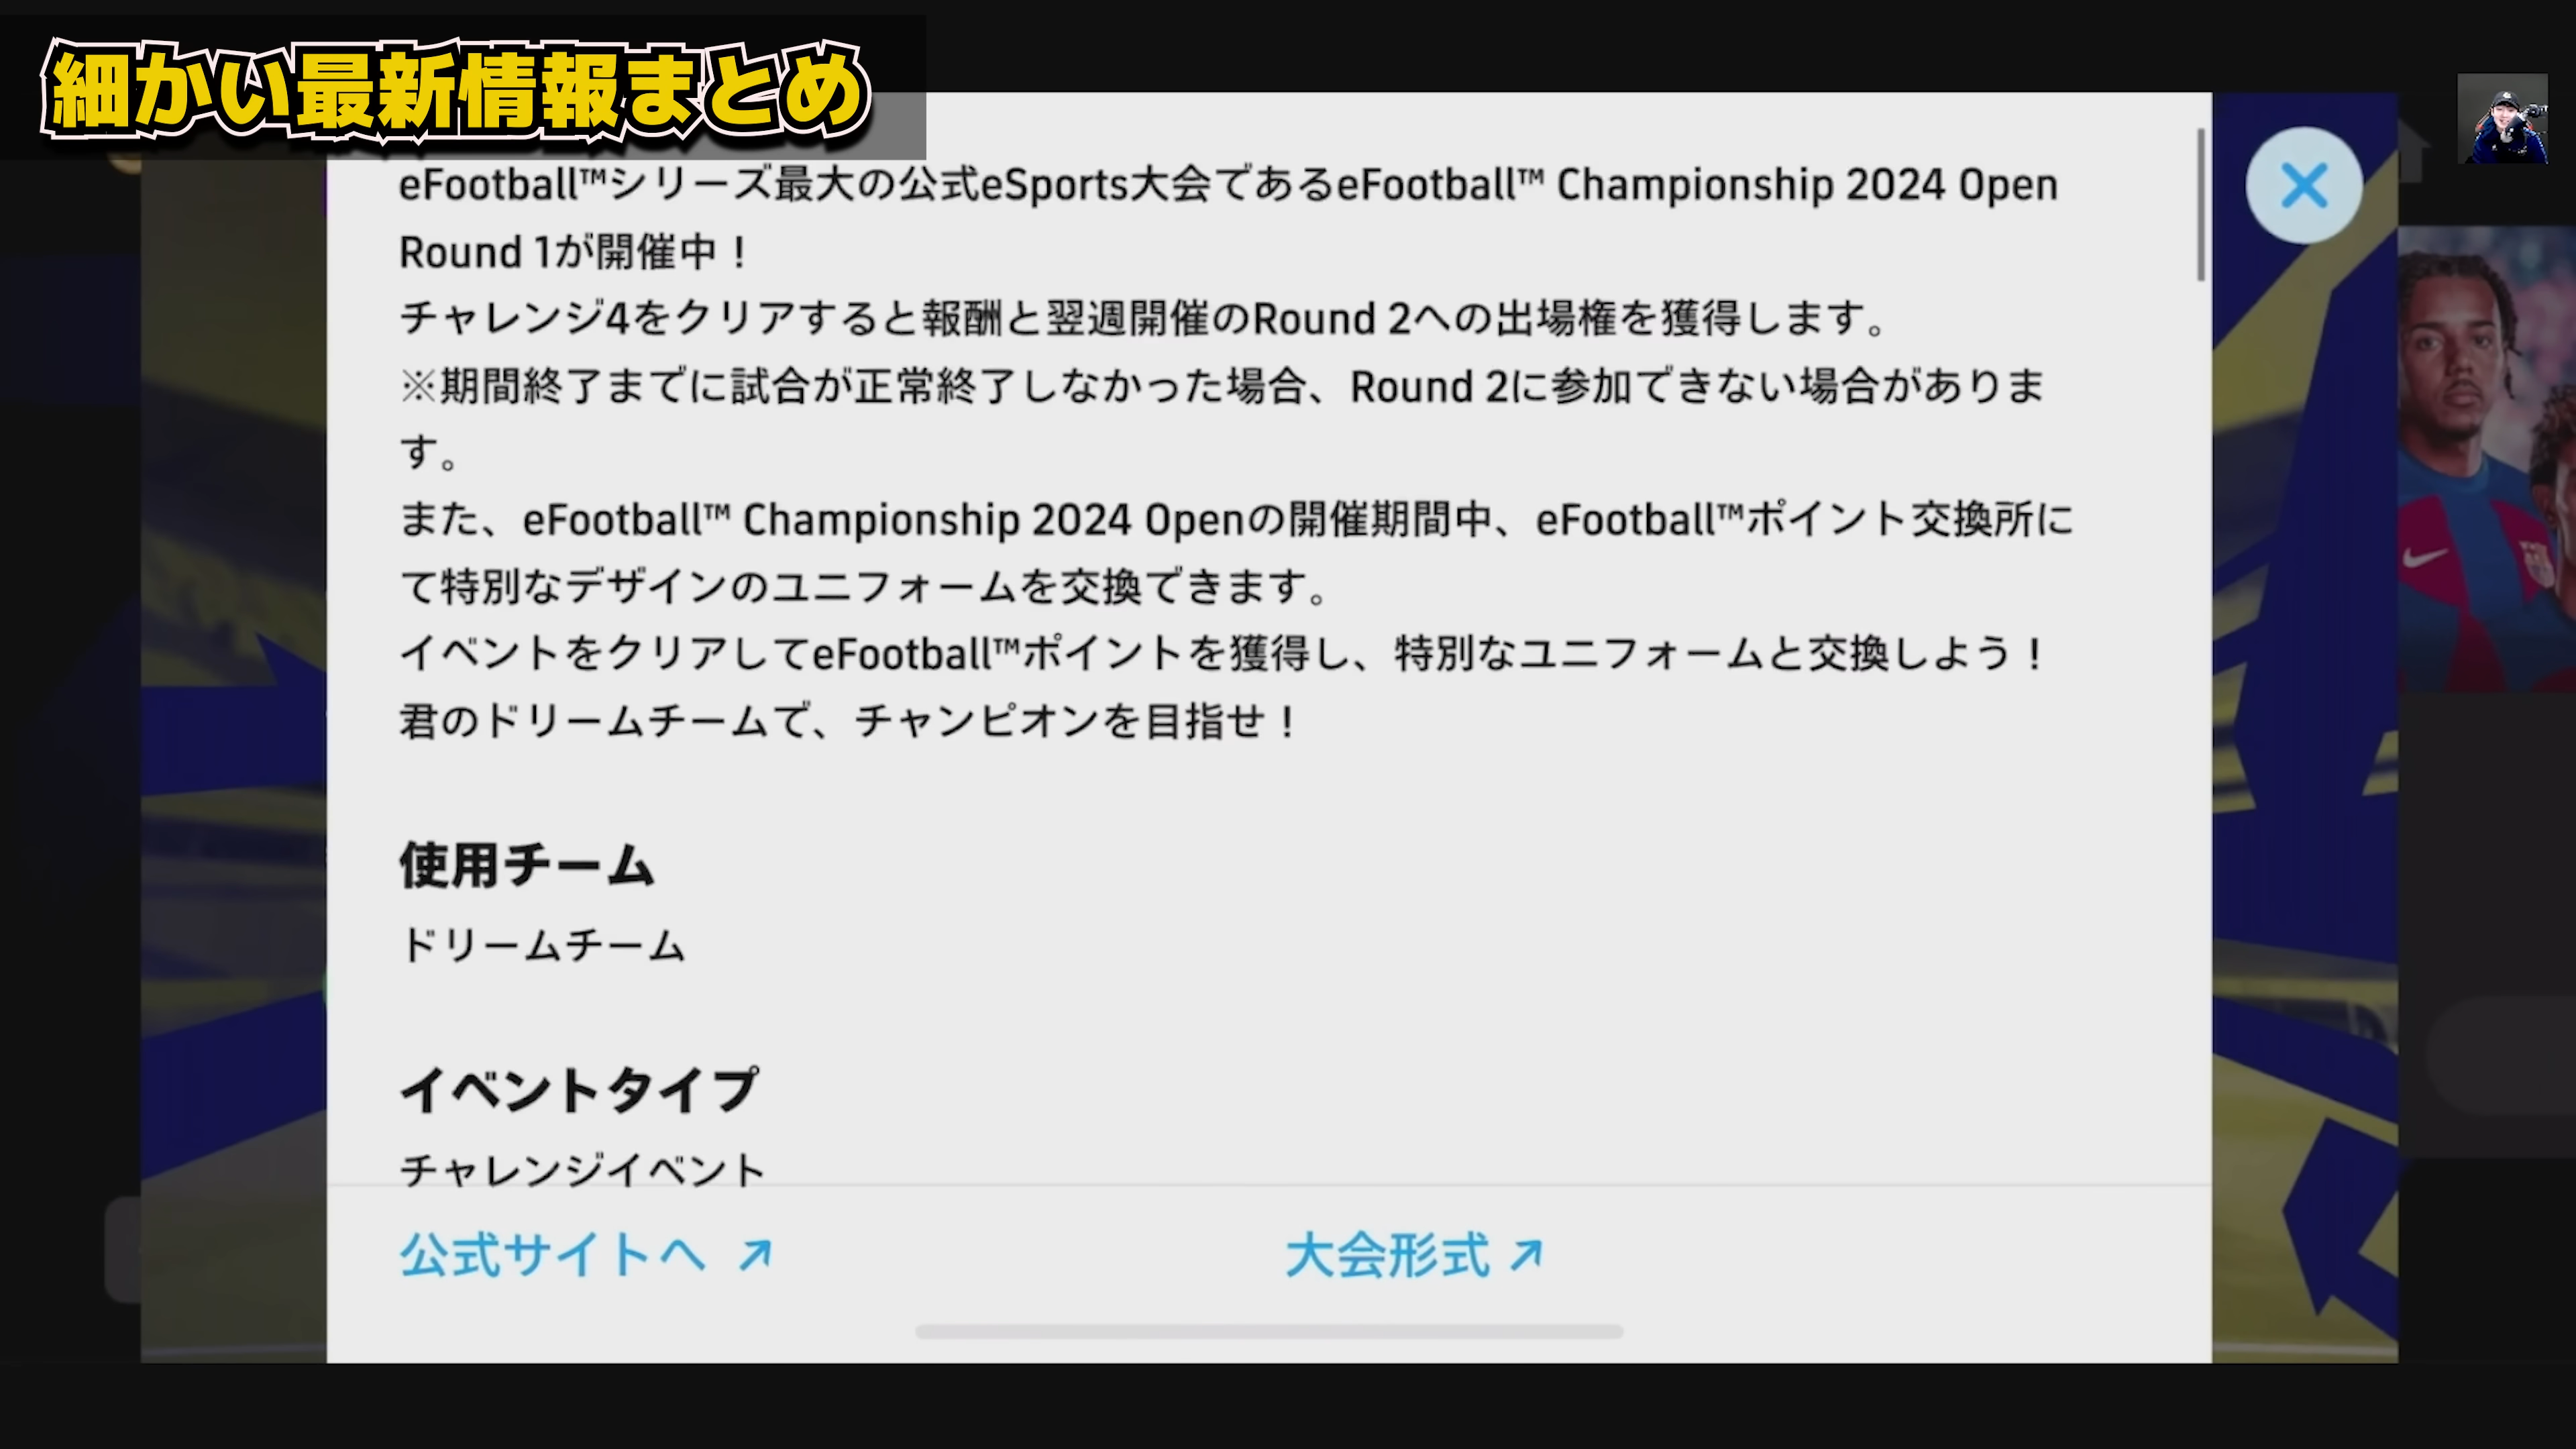 細かい最新情報まとめ
eFootball™シリーズ最大の公式eSports大会であるeFootball™ Championship 2024 Open
Round 1が開催中！
チャレンジ4をクリアすると報酬と翌週開催のRound 2への出場権を獲得します。
※期間終了までに試合が正常終了しなかった場合、Round 2に参加できない場合がありま
す。
また、eFootball™ Championship 2024 Openの開催期間中、eFootball™ポイント交換所に
て特別なデザインのユニフォームを交換できます。
イベントをクリアしてeFootball™ポイントを獲得し、特別なユニフォームと交換しよう！
君のドリームチームで、チャンピオンを目指せ！
使用チーム
ドリームチーム
イベントタイプ
チャレンジイベント
公式サイトへ ↗
大会形式 ↗